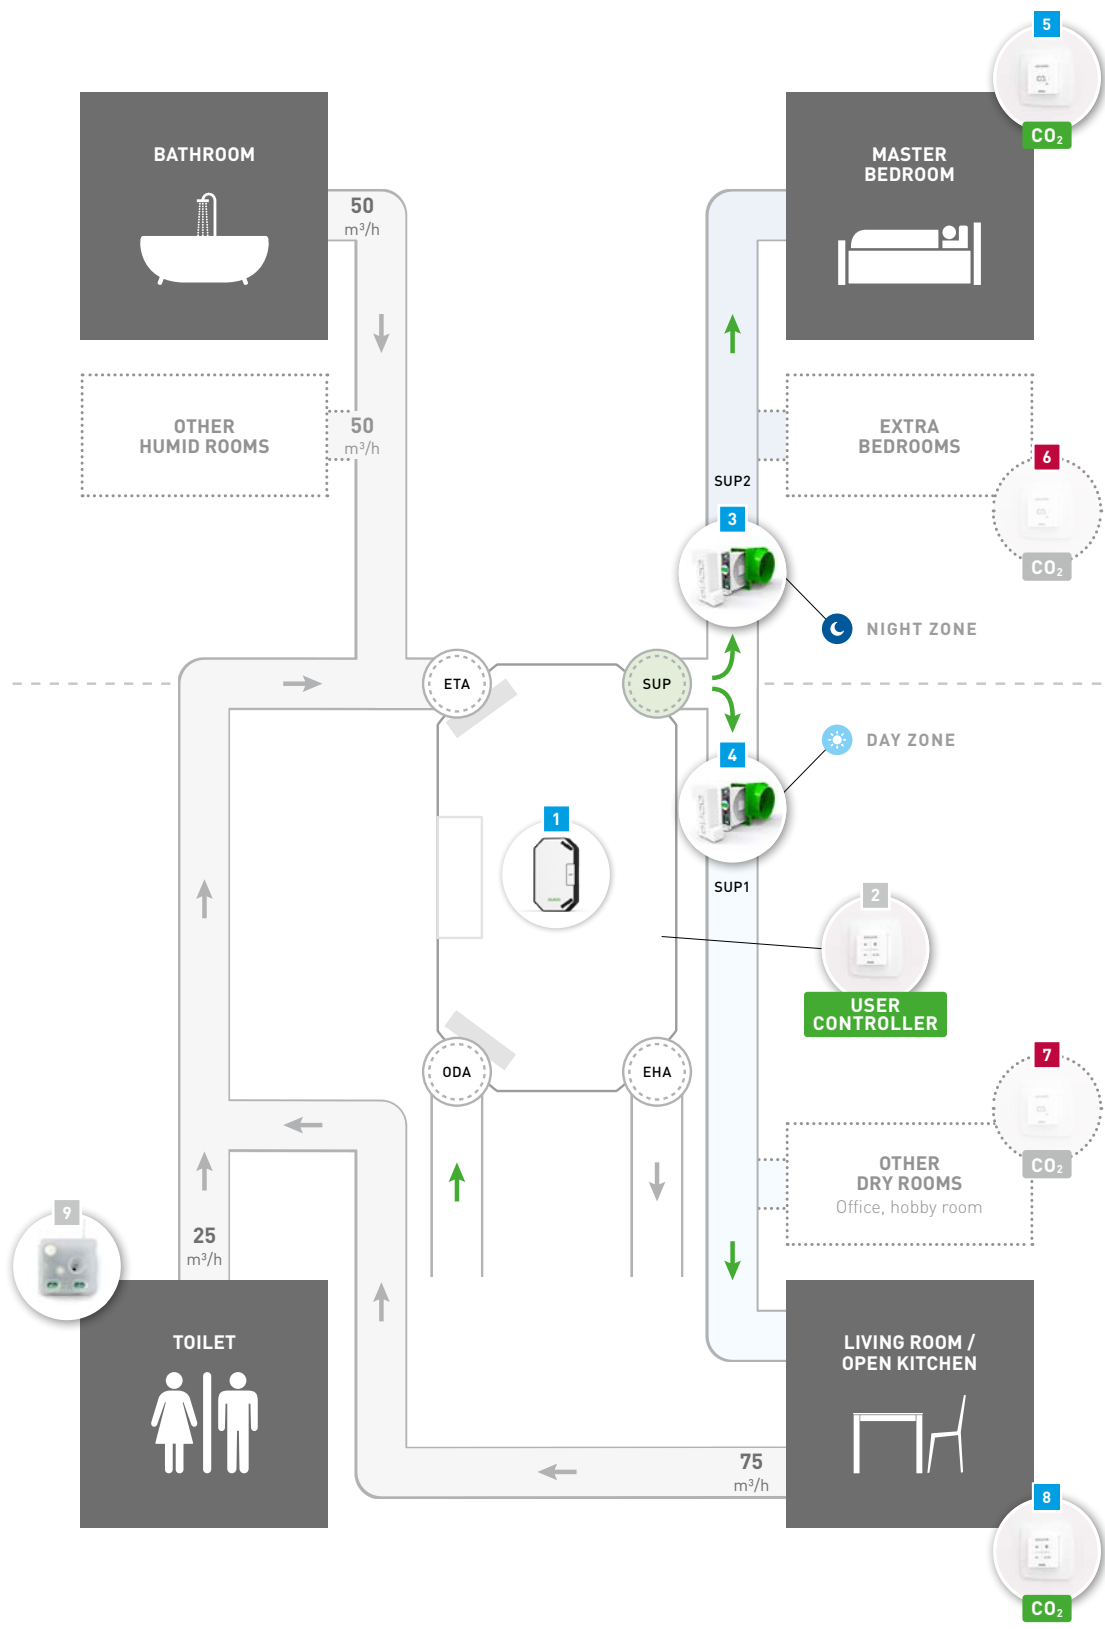 5
CO₂
BATHROOM
MASTER
BEDROOM
50
m³/h
OTHER
HUMID ROOMS
50
m³/h
EXTRA
BEDROOMS
6
CO₂
SUP2
3
NIGHT ZONE
ETA
SUP
DAY ZONE
4
1
SUP1
2
USER
CONTROLLER
ODA
EHA
7
CO₂
OTHER
DRY ROOMS
Office, hobby room
9
25
m³/h
TOILET
LIVING ROOM /
OPEN KITCHEN
75
m³/h
8
CO₂